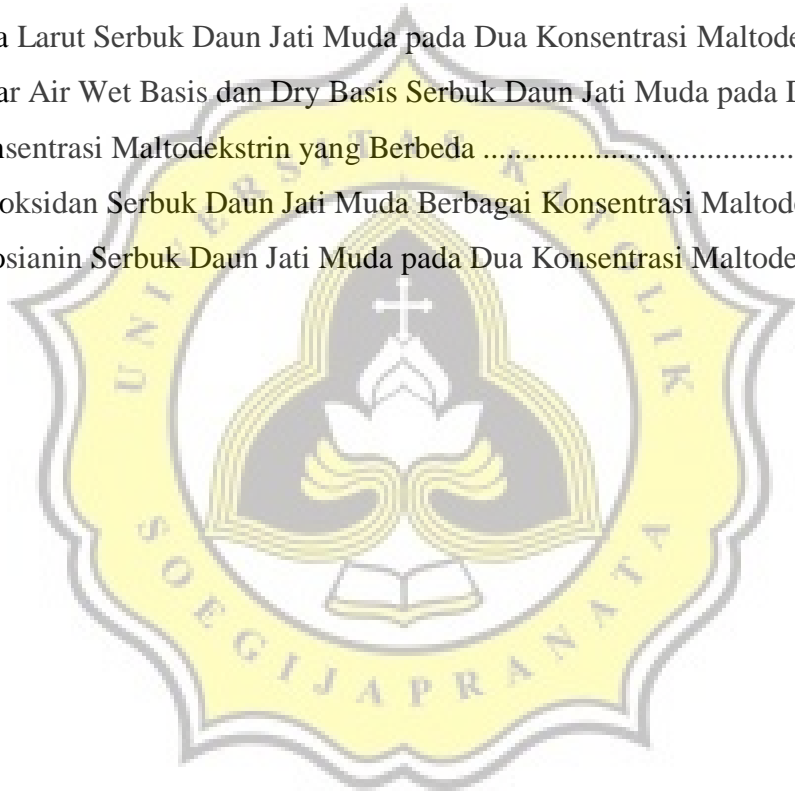 a Larut Serbuk Daun Jati Muda pada Dua Konsentrasi Maltode
ar Air Wet Basis dan Dry Basis Serbuk Daun Jati Muda pada D
nsentrasi Maltodekstrin yang Berbeda ......................................
oksidan Serbuk Daun Jati Muda Berbagai Konsentrasi Maltode
osianin Serbuk Daun Jati Muda pada Dua Konsentrasi Maltode
UNIVERSITAS KATOLIK
SOEGIJAPRANATA